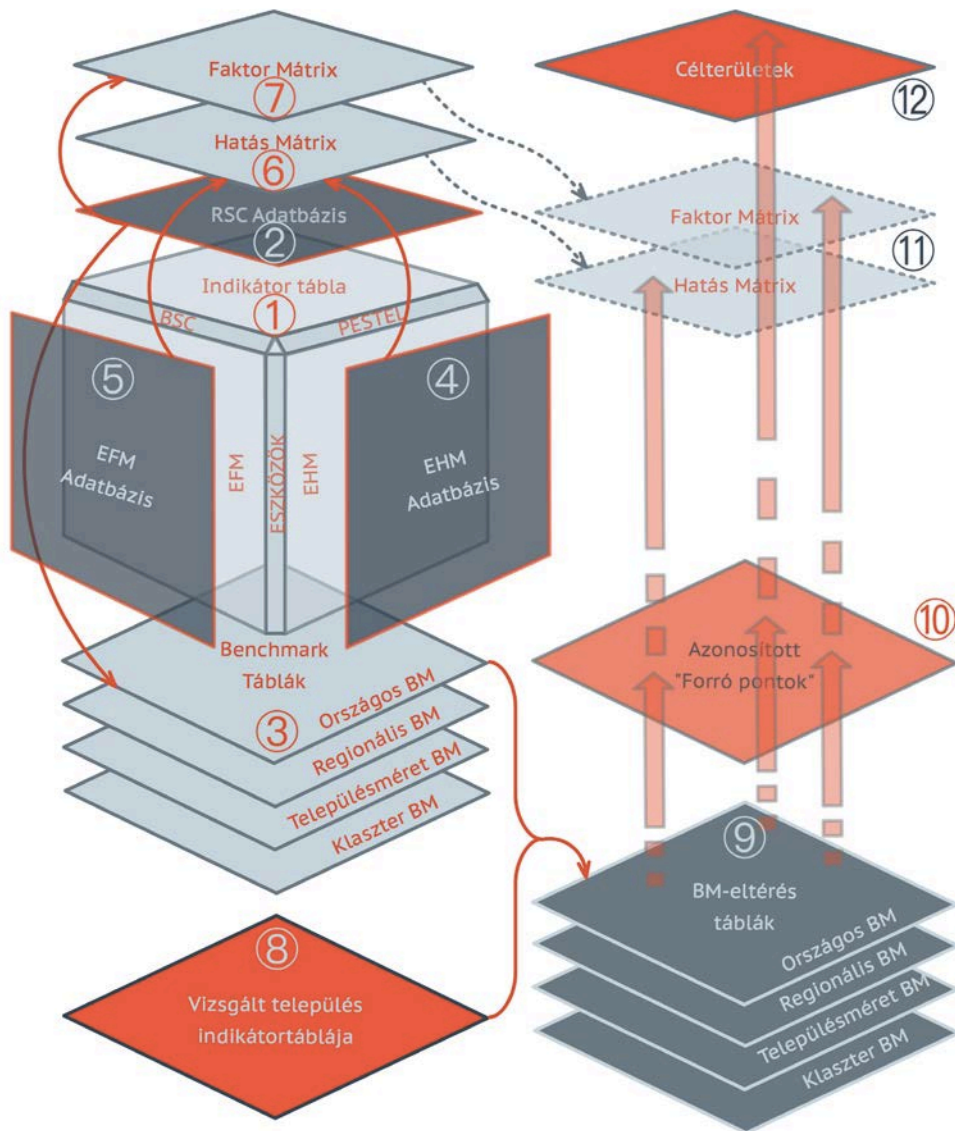 Faktor Mátrix
7
Hatás Mátrix
6
RSC Adatbázis
2
Indikátor tábla
1
BSC
PESTEL
5
EFM
Adatbázis
EFM
ESZKÖZÖK
EHM
4
EHM
Adatbázis
Benchmark
Táblák
3
Országos BM
Regionális BM
Településméret BM
Klaszter BM
8
Vizsgált település
indikátortáblája
Célterületek
12
Faktor Mátrix
11
Hatás Mátrix
10
Azonosított
"Forró pontok"
9
BM-eltérés
táblák
Országos BM
Regionális BM
Településméret BM
Klaszter BM